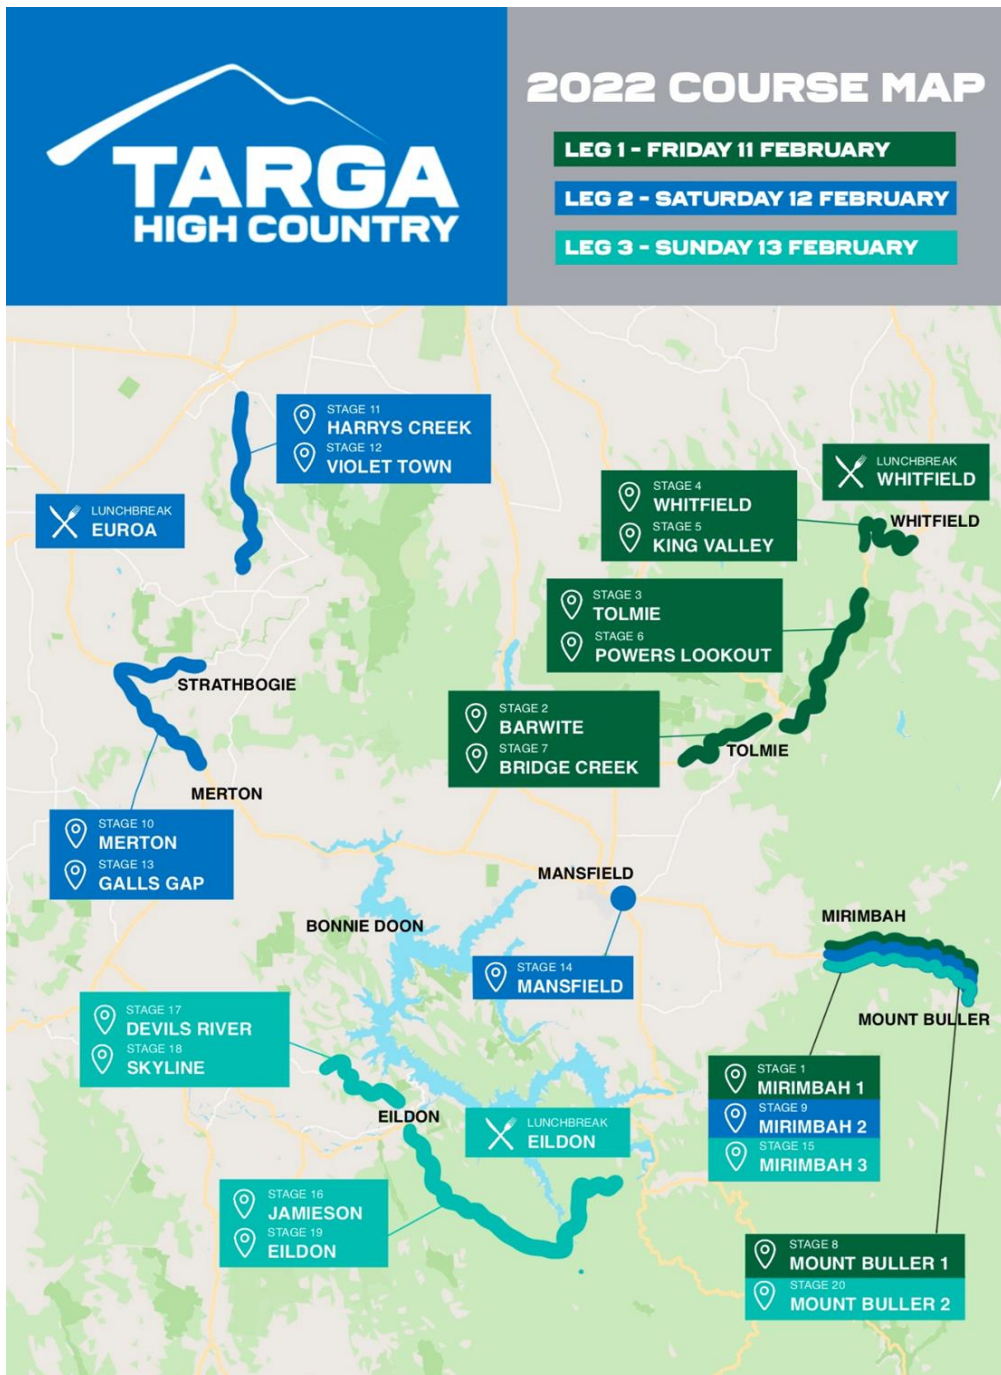 TARGA
HIGH COUNTRY
2022 COURSE MAP
LEG 1 - FRIDAY 11 FEBRUARY
LEG 2 - SATURDAY 12 FEBRUARY
LEG 3 - SUNDAY 13 FEBRUARY
STAGE 11
HARRYS CREEK
STAGE 12
VIOLET TOWN
LUNCHBREAK
EUROA
LUNCHBREAK
WHITFIELD
STAGE 4
WHITFIELD
STAGE 5
KING VALLEY
WHITFIELD
STAGE 3
TOLMIE
STAGE 6
POWERS LOOKOUT
STRATHBOGIE
STAGE 2
BARWITE
STAGE 7
BRIDGE CREEK
TOLMIE
MERTON
STAGE 10
MERTON
STAGE 13
GALLS GAP
MANSFIELD
BONNIE DOON
MIRIMBAH
STAGE 14
MANSFIELD
MOUNT BULLER
STAGE 17
DEVILS RIVER
STAGE 18
SKYLINE
EILDON
LUNCHBREAK
EILDON
STAGE 1
MIRIMBAH 1
STAGE 9
MIRIMBAH 2
STAGE 15
MIRIMBAH 3
STAGE 16
JAMIESON
STAGE 19
EILDON
STAGE 8
MOUNT BULLER 1
STAGE 20
MOUNT BULLER 2